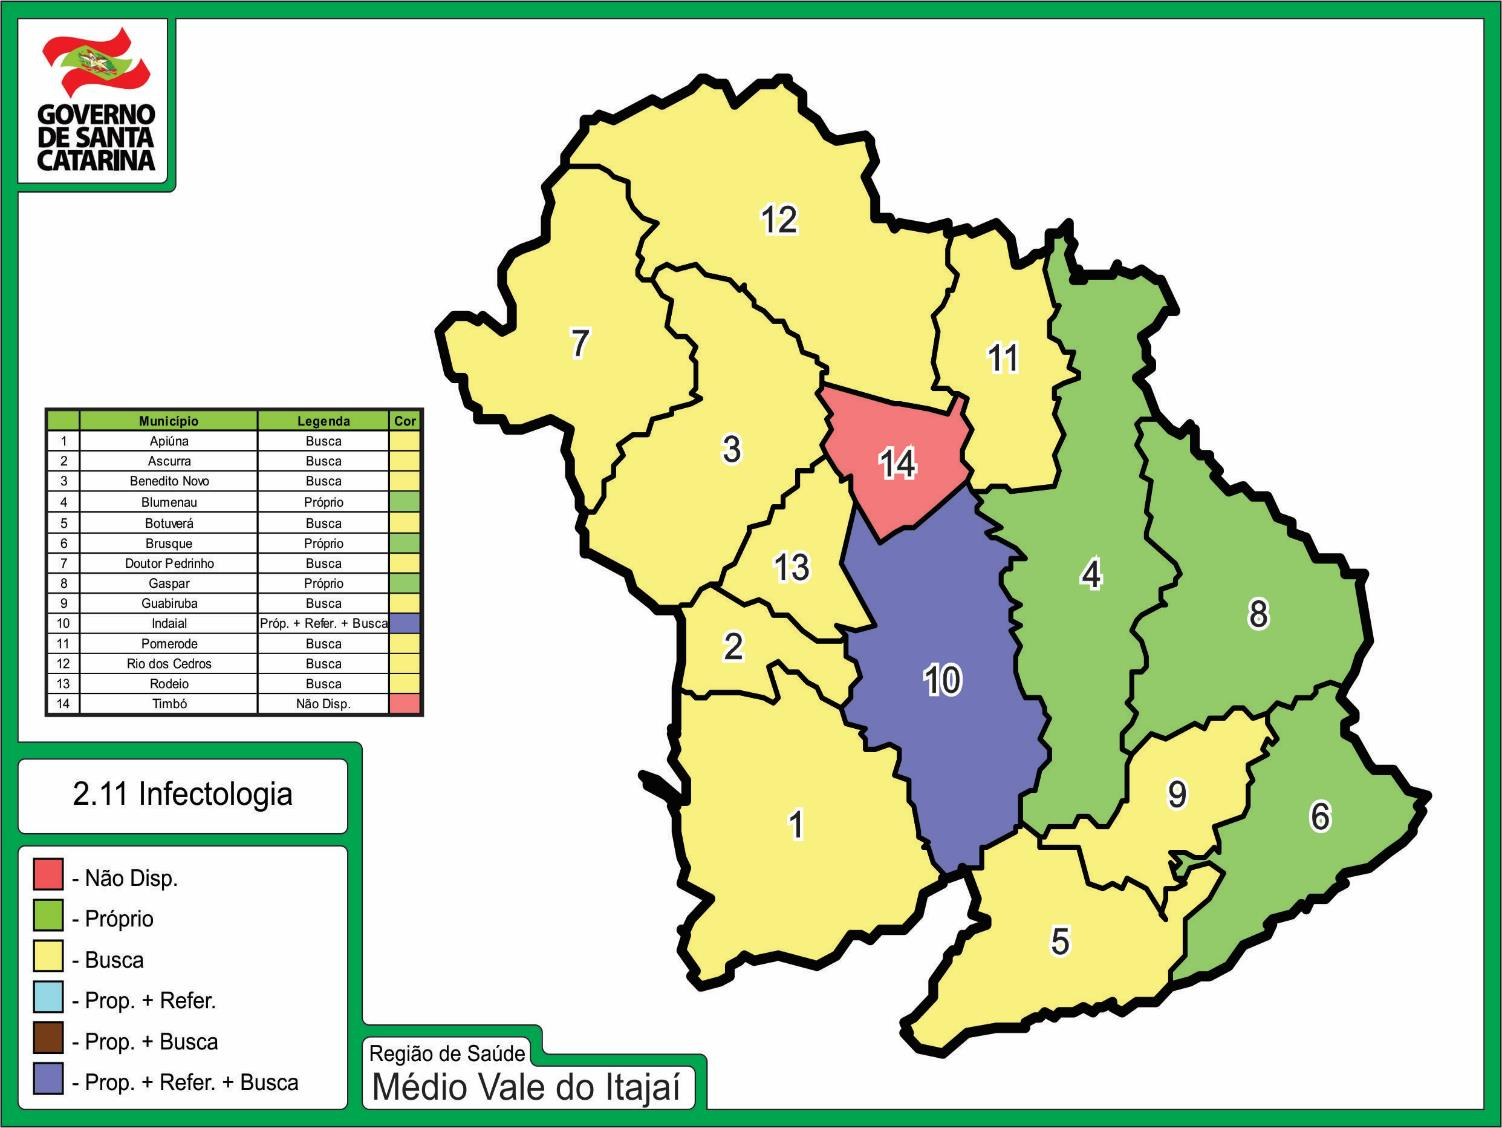 GOVERNO
DE SANTA
CATARINA
12
7
11
3
14
13
4
8
2
10
9
1
6
5
Município Legenda Cor
1 Apiúna Busca
2 Ascurra Busca
3 Benedito Novo Busca
4 Blumenau Próprio
5 Botuverá Busca
6 Brusque Próprio
7 Doutor Pedrinho Busca
8 Gaspar Próprio
9 Guabiruba Busca
10 Indaial Próp. + Refer. + Busca
11 Pomerode Busca
12 Rio dos Cedros Busca
13 Rodeio Busca
14 Timbó Não Disp.
2.11 Infectologia
- Não Disp.
- Próprio
- Busca
- Prop. + Refer.
- Prop. + Busca
- Prop. + Refer. + Busca
Região de Saúde
Médio Vale do Itajaí